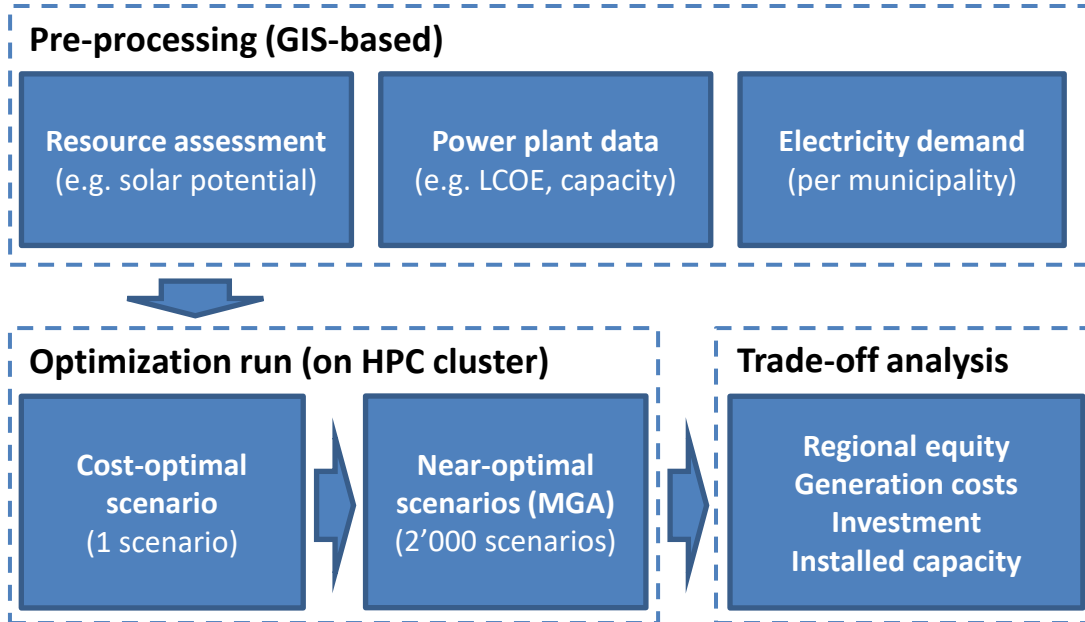 Pre-processing (GIS-based)
Resource assessment
(e.g. solar potential)
Power plant data
(e.g. LCOE, capacity)
Electricity demand
(per municipality)
Optimization run (on HPC cluster)
Cost-optimal
scenario
(1 scenario)
Near-optimal
scenarios (MGA)
(2’000 scenarios)
Trade-off analysis
Regional equity
Generation costs
Investment
Installed capacity